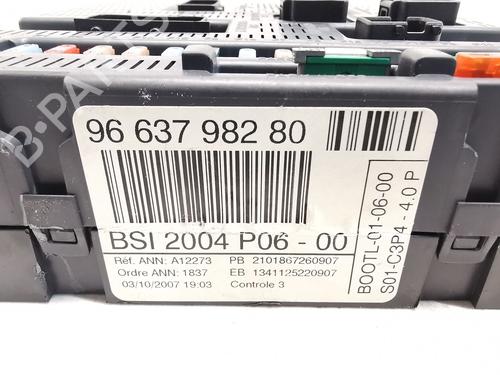 96 637 982 80
BSI 2004 P06 - 00
Réf. ANN: A12273 PB 2101867260907
Ordre ANN: 1837 EB 1341125220907
03/10/2007 19:03 Controle 3
BOOTL-01-06-00
S01-C3P4 - 4.0 P
B-PARTS